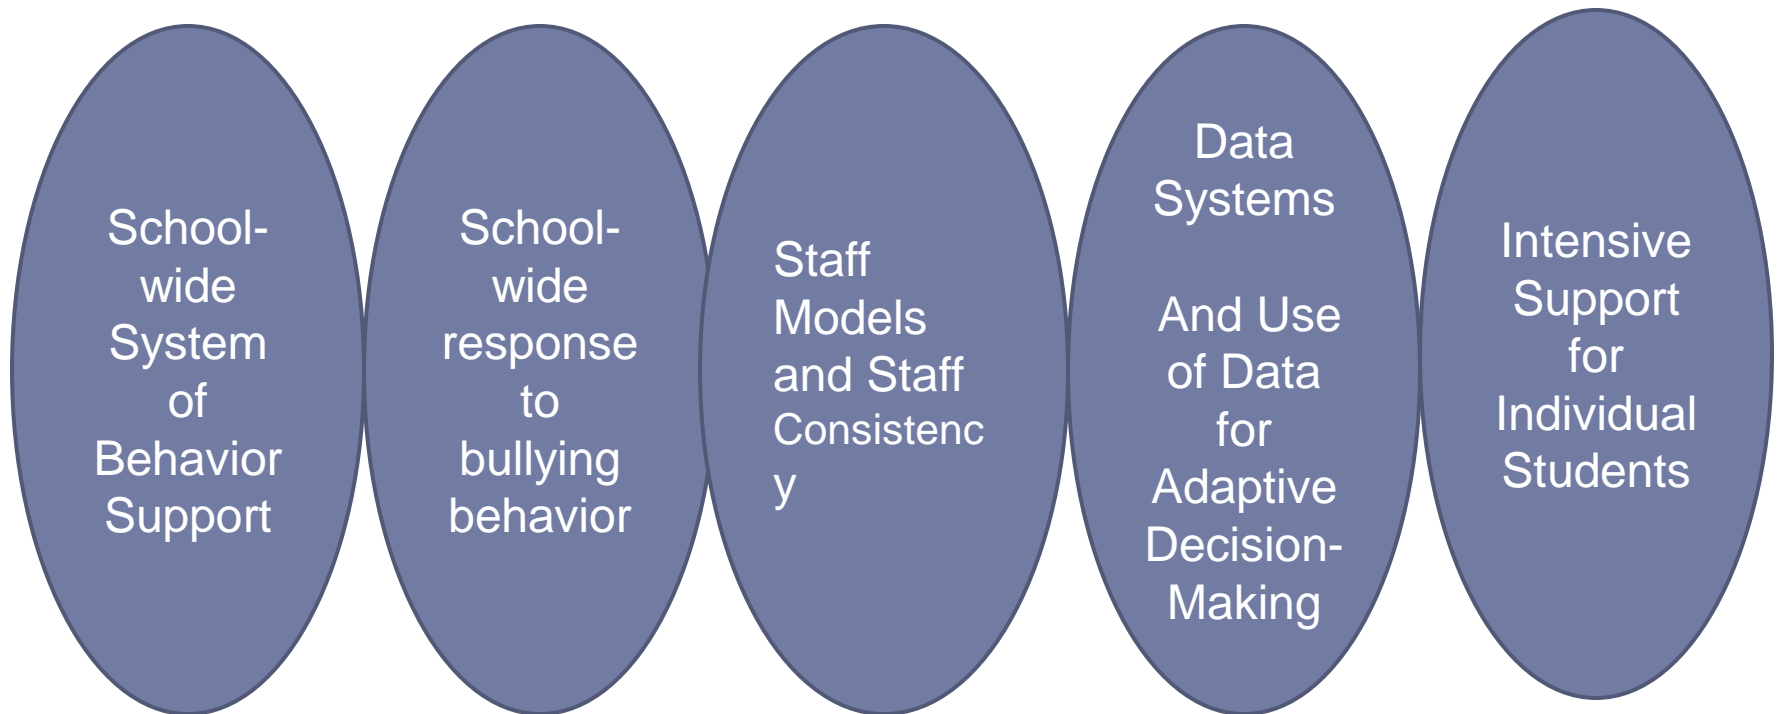 School-
wide
System
of
Behavior
Support
School-
wide
response
to
bullying
behavior
Staff
Models
and Staff
Consistenc
y
Data
Systems
And Use
of Data
for
Adaptive
Decision-
Making
Intensive
Support
for
Individual
Students